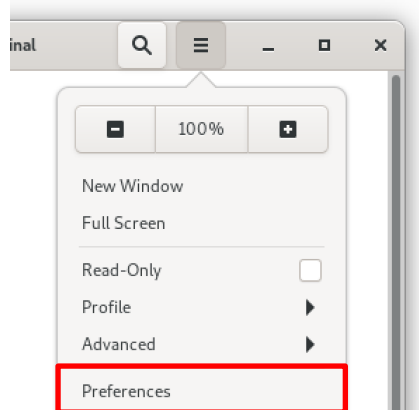 inal
100%
New Window
Full Screen
Read-Only
Profile
Advanced
Preferences